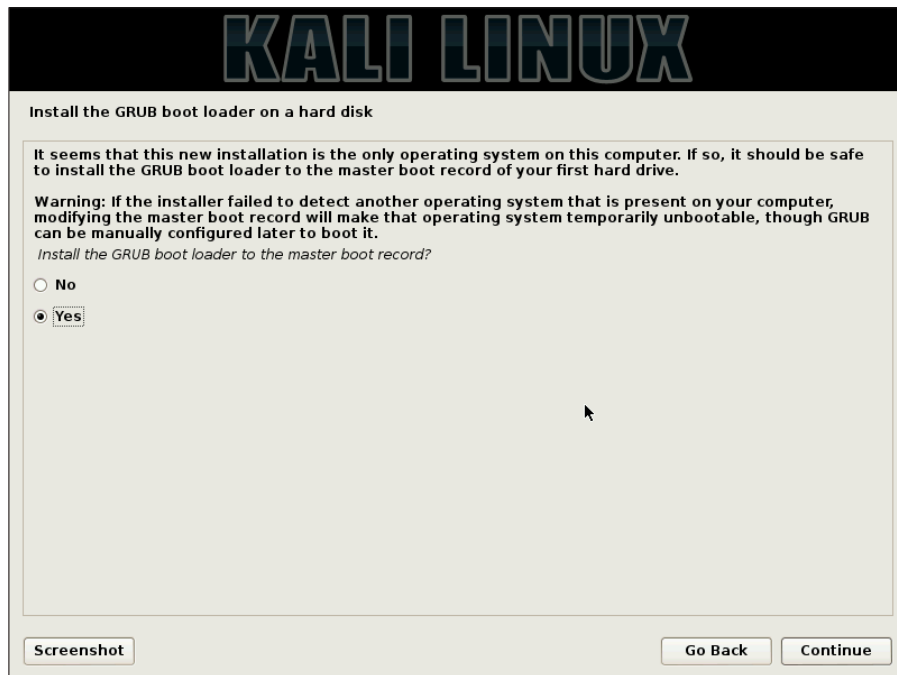 KALI LINUX
Install the GRUB boot loader on a hard disk
It seems that this new installation is the only operating system on this computer. If so, it should be safe
to install the GRUB boot loader to the master boot record of your first hard drive.
Warning: If the installer failed to detect another operating system that is present on your computer,
modifying the master boot record will make that operating system temporarily unbootable, though GRUB
can be manually configured later to boot it.
Install the GRUB boot loader to the master boot record?
No
Yes
Screenshot
Go Back
Continue